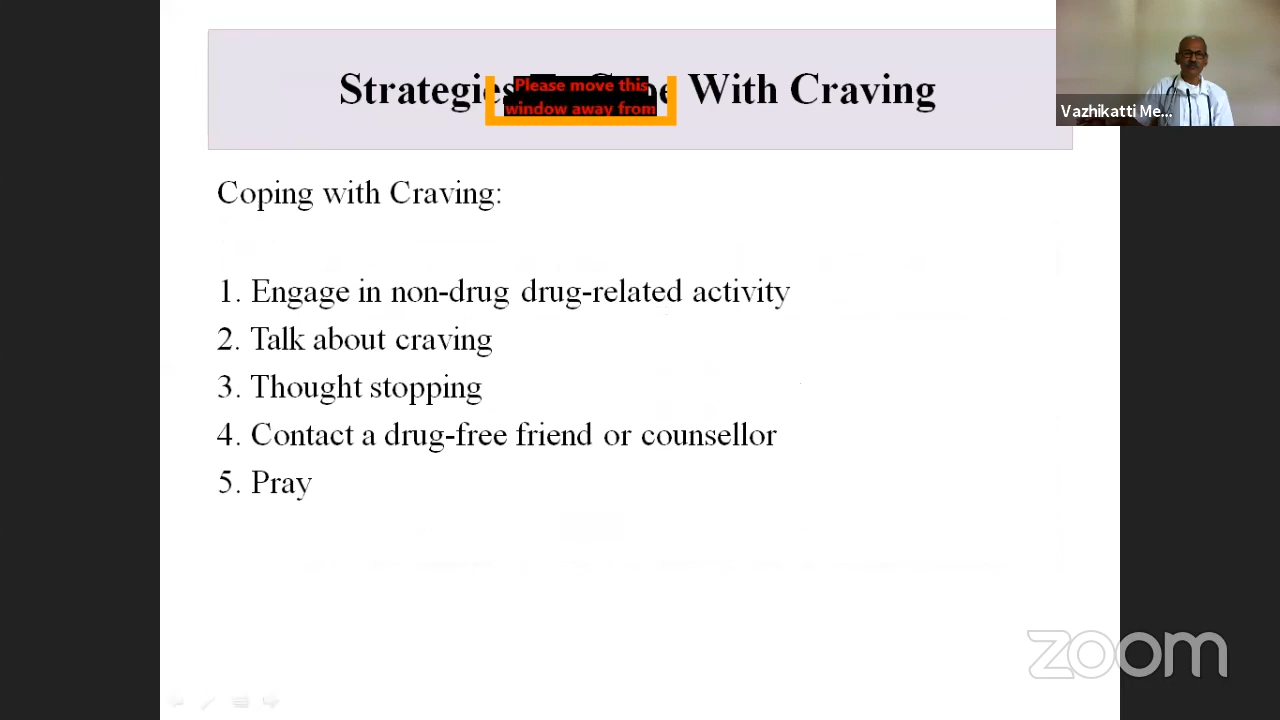 Strategies With Craving
Please move this
window away from
Vazhikatti Me...
Coping with Craving:
1. Engage in non-drug drug-related activity
2. Talk about craving
3. Thought stopping
4. Contact a drug-free friend or counsellor
5. Pray
zoom